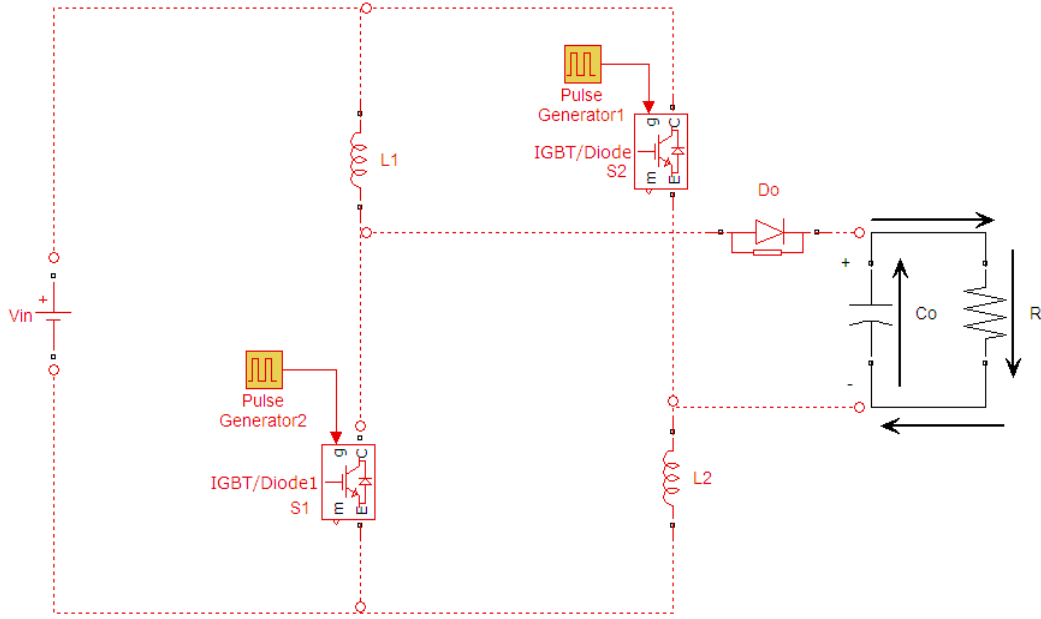 Pulse
Generator1
g
C
IGBT/Diode
S2
m
E
L1
Do
+
Vin
+
Co
R
-
Pulse
Generator2
g
C
IGBT/Diode1
S1
m
E
L2